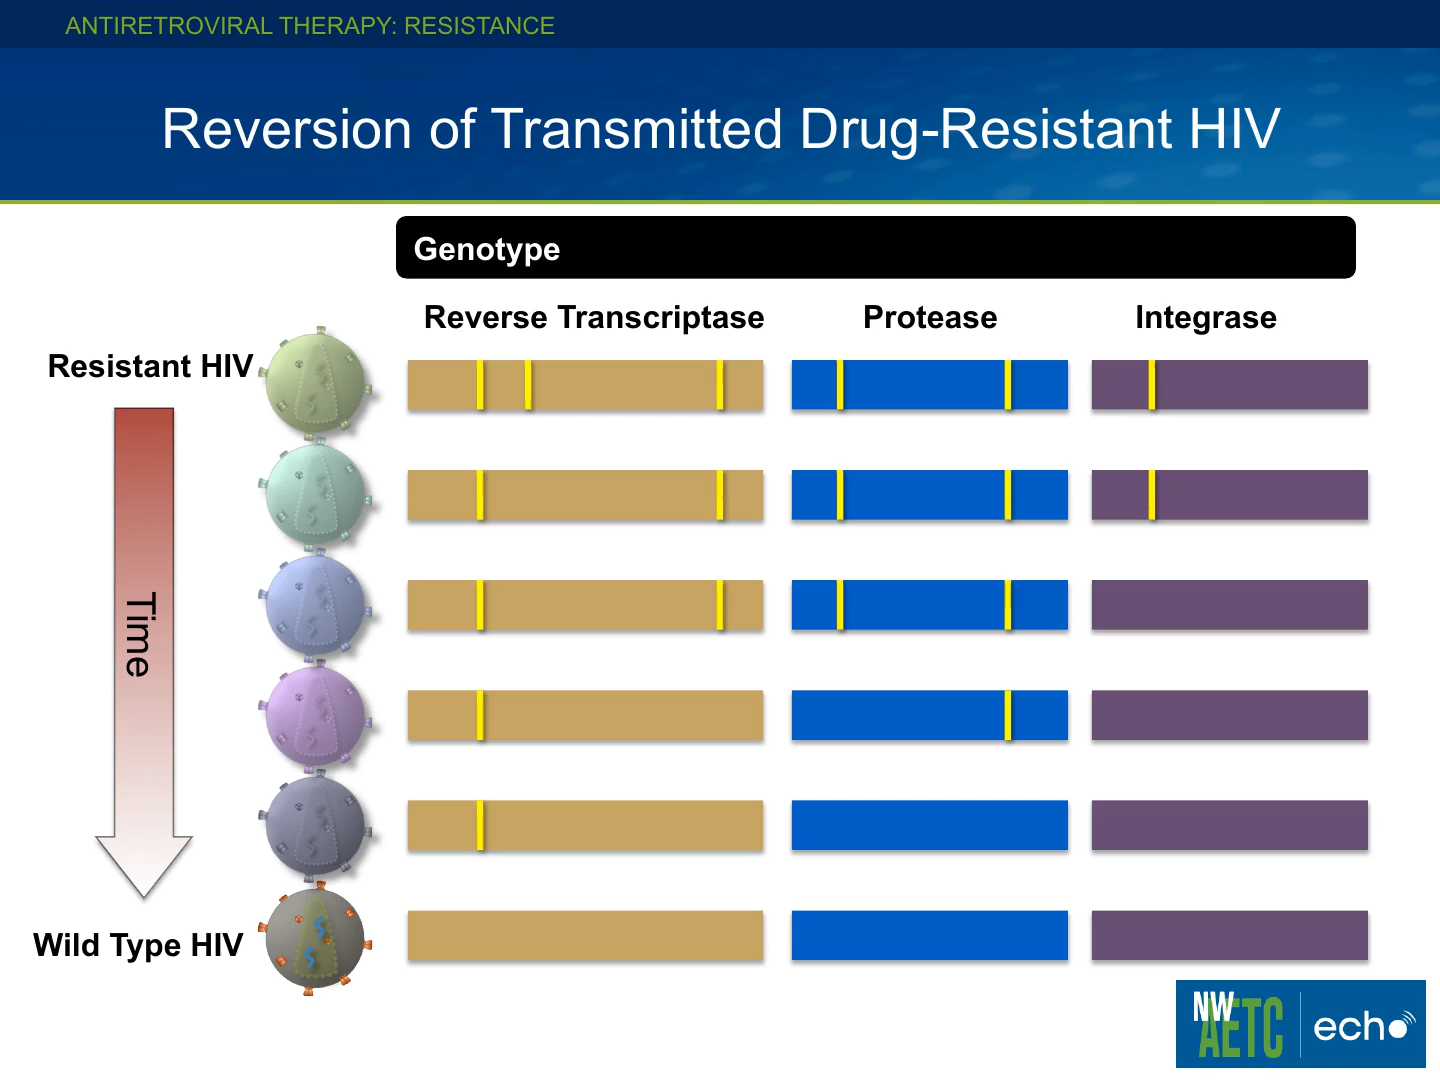 ANTIRETROVIRAL THERAPY: RESISTANCE
Reversion of Transmitted Drug-Resistant HIV
Genotype
Reverse Transcriptase Protease Integrase
Resistant HIV
Time
Wild Type HIV
NW
AETC echo